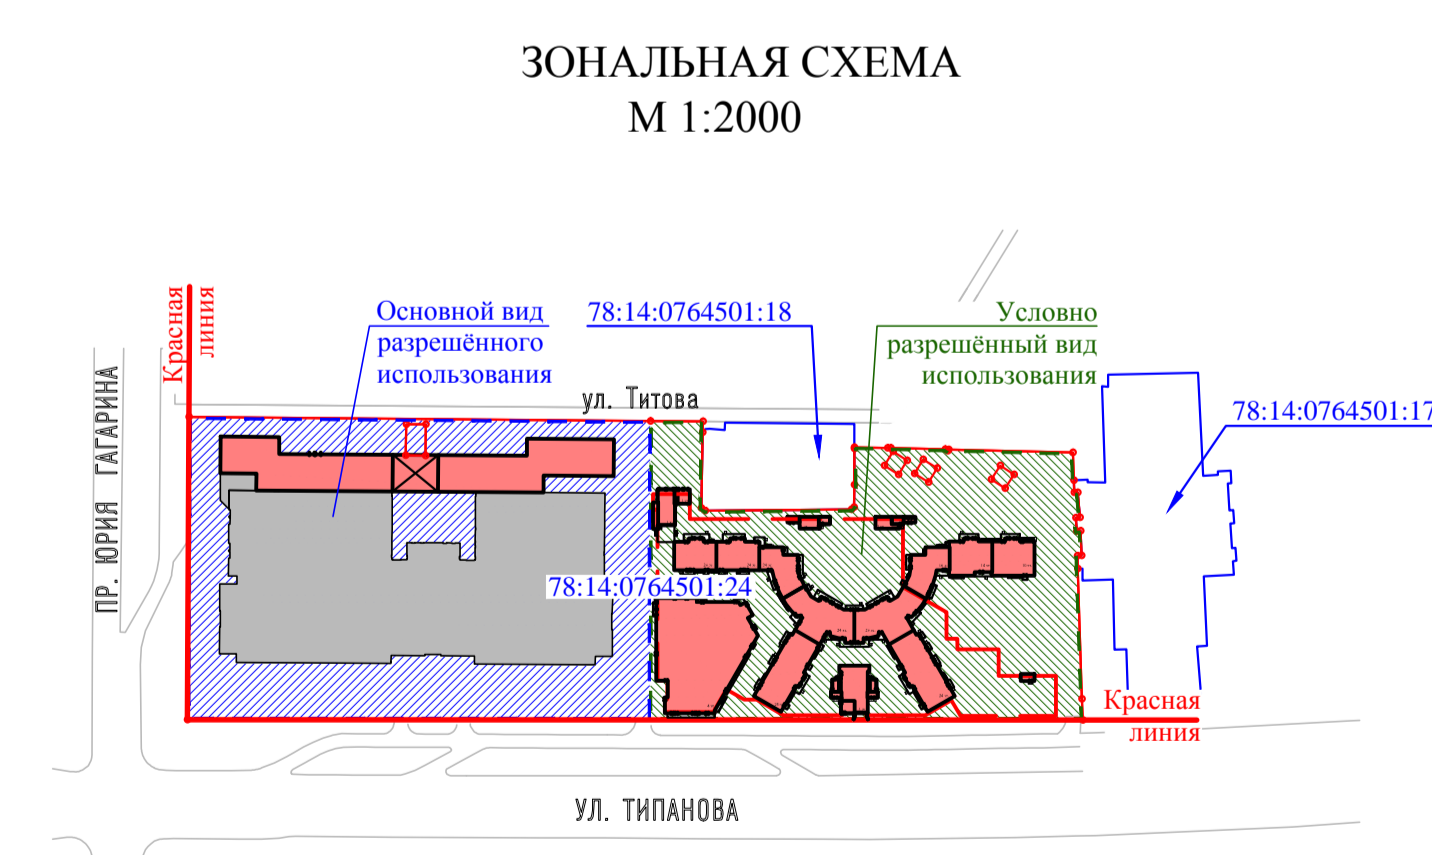 ЗОНАЛЬНАЯ СХЕМА
М 1:2000
Красная
линия
Основной вид
разрешённого
использования
78:14:0764501:18
Условно
разрешённый вид
использования
ул. Титова
78:14:0764501:17
ПР. ЮРИЯ ГАГАРИНА
78:14:0764501:24
Красная
линия
УЛ. ТИПАНОВА